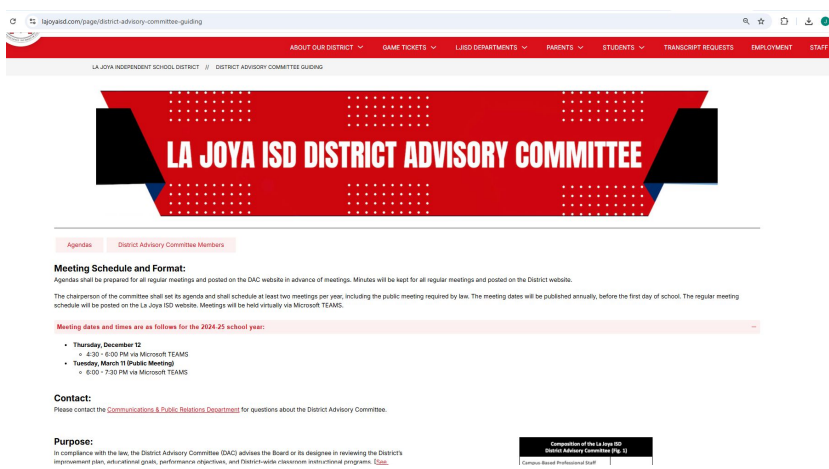 lajoyaisd.com/page/district-advisory-committee-guiding
ABOUT OUR DISTRICT GAME TICKETS LJISD DEPARTMENTS PARENTS STUDENTS TRANSCRIPT REQUESTS EMPLOYMENT STAFF
LA JOYA INDEPENDENT SCHOOL DISTRICT // DISTRICT ADVISORY COMMITTEE GUIDING
LA JOYA ISD DISTRICT ADVISORY COMMITTEE
Agendas District Advisory Committee Members
Meeting Schedule and Format:
Agendas shall be prepared for all regular meetings and posted on the DAC website in advance of meetings. Minutes will be kept for all regular meetings and posted on the District website.
The chairperson of the committee shall set its agenda and shall schedule at least two meetings per year, including the public meeting required by law. The meeting dates will be published annually, before the first day of school. The regular meeting
schedule will be posted on the La Joya ISD website. Meetings will be held virtually via Microsoft TEAMS.
Meeting dates and times are as follows for the 2024-25 school year:
• Thursday, December 12
○ 4:30 - 6:00 PM via Microsoft TEAMS
• Tuesday, March 11 (Public Meeting)
○ 6:00 - 7:30 PM via Microsoft TEAMS
Contact:
Please contact the Communications & Public Relations Department for questions about the District Advisory Committee.
Purpose:
In compliance with the law, the District Advisory Committee (DAC) advises the Board or its designee in reviewing the District's
improvement plan, educational goals, performance objectives, and District-wide classroom instructional programs. [See
Composition of the La Joya ISD
District Advisory Committee (Fig. 1)
Campus-Based Professional Staff